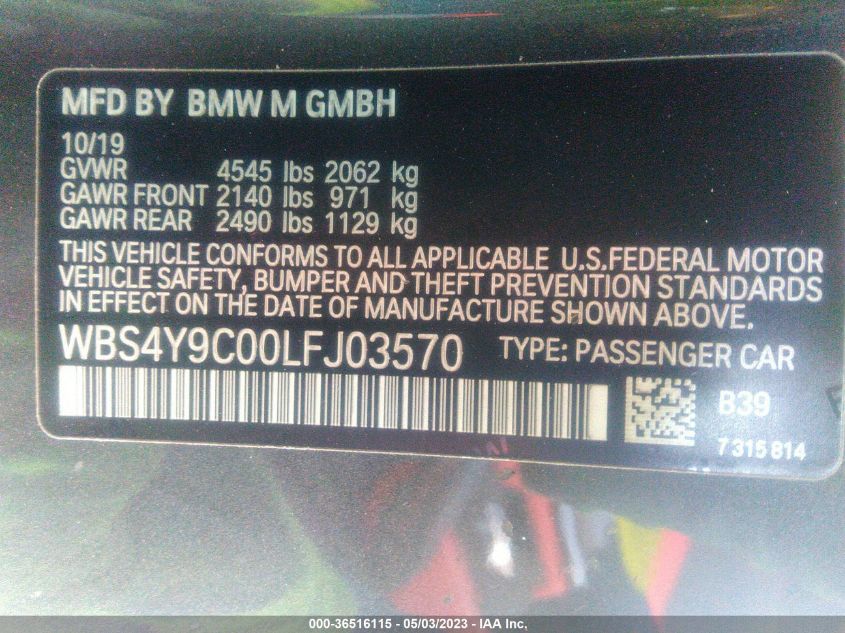 MFD BY BMW M GMBH
10/19
GVWR 4545 lbs 2062 kg
GAWR FRONT 2140 lbs 971 kg
GAWR REAR 2490 lbs 1129 kg
THIS VEHICLE CONFORMS TO ALL APPLICABLE U.S.FEDERAL MOTOR
VEHICLE SAFETY, BUMPER AND THEFT PREVENTION STANDARDS
IN EFFECT ON THE DATE OF MANUFACTURE SHOWN ABOVE.
WBS4Y9C00LFJ03570 TYPE: PASSENGER CAR
B39
7315814
000-36516115 - 05/03/2023 - IAA Inc.